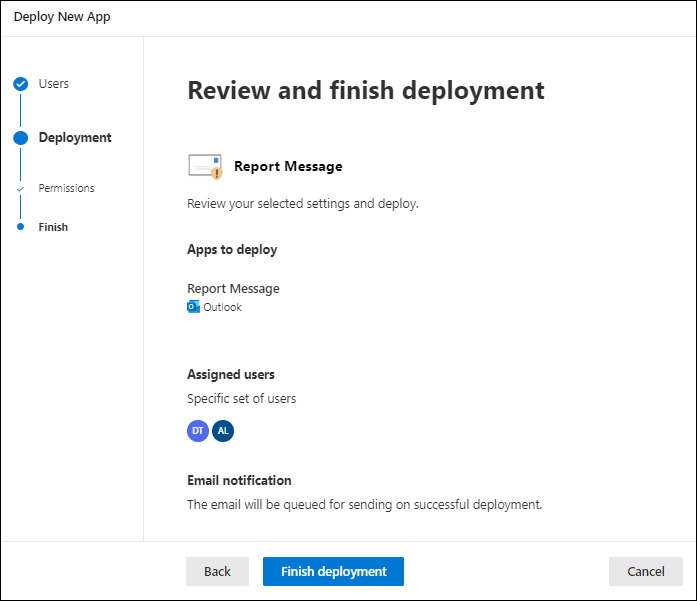 Deploy New App
Users
Deployment
Permissions
Finish
Review and finish deployment
Report Message
Review your selected settings and deploy.
Apps to deploy
Report Message
Outlook
Assigned users
Specific set of users
DT AL
Email notification
The email will be queued for sending on successful deployment.
Back Finish deployment Cancel